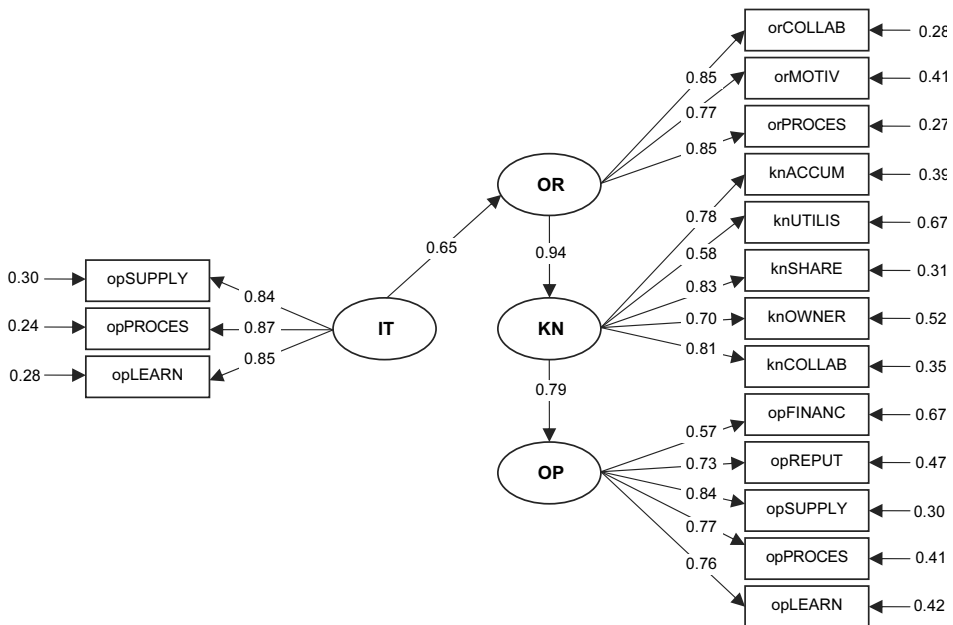 orCOLLAB
0.28
0.85
orMOTIV
0.41
0.77
orPROCES
0.27
0.85
OR
knACCUM
0.39
0.78
knUTILIS
0.67
0.58
0.65
0.94
knSHARE
0.31
0.83
0.30
opSUPPLY
0.84
0.24
opPROCES
0.87
IT
KN
0.70
knOWNER
0.52
0.28
opLEARN
0.85
0.81
knCOLLAB
0.35
0.79
opFINANC
0.67
0.57
OP
0.73
opREPUT
0.47
0.84
opSUPPLY
0.30
0.77
opPROCES
0.41
0.76
opLEARN
0.42